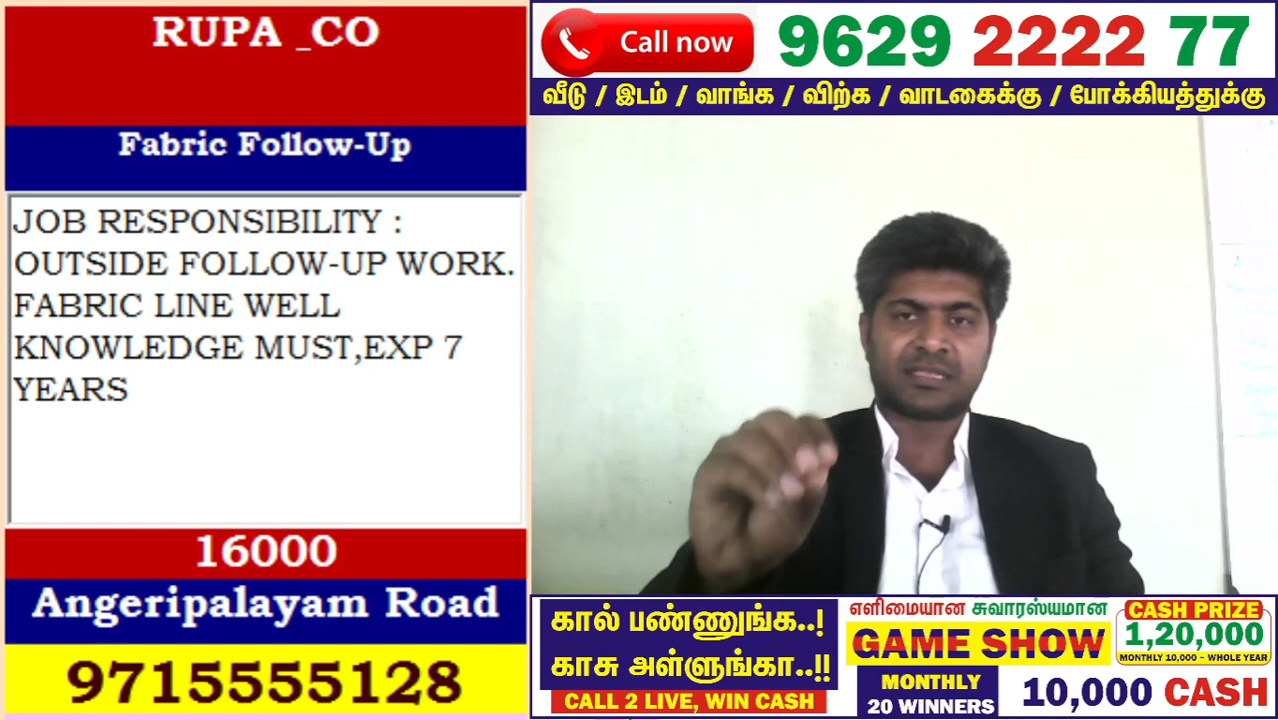 RUPA _CO
Fabric Follow-Up
JOB RESPONSIBILITY :
OUTSIDE FOLLOW-UP WORK.
FABRIC LINE WELL
KNOWLEDGE MUST,EXP 7
YEARS
16000
Angeripalayam Road
9715555128
Call now
9629 2222 77
வீடு / இடம் / வாங்க / விற்க / வாடகைக்கு / போக்கியத்துக்கு
கால் பண்ணுங்க..!
காசு அள்ளுங்கா..!!
CALL 2 LIVE, WIN CASH
எளிமையான சுவாரஸ்யமான
GAME SHOW
CASH PRIZE
1,20,000
MONTHLY 10,000 - WHOLE YEAR
MONTHLY
20 WINNERS
10,000 CASH